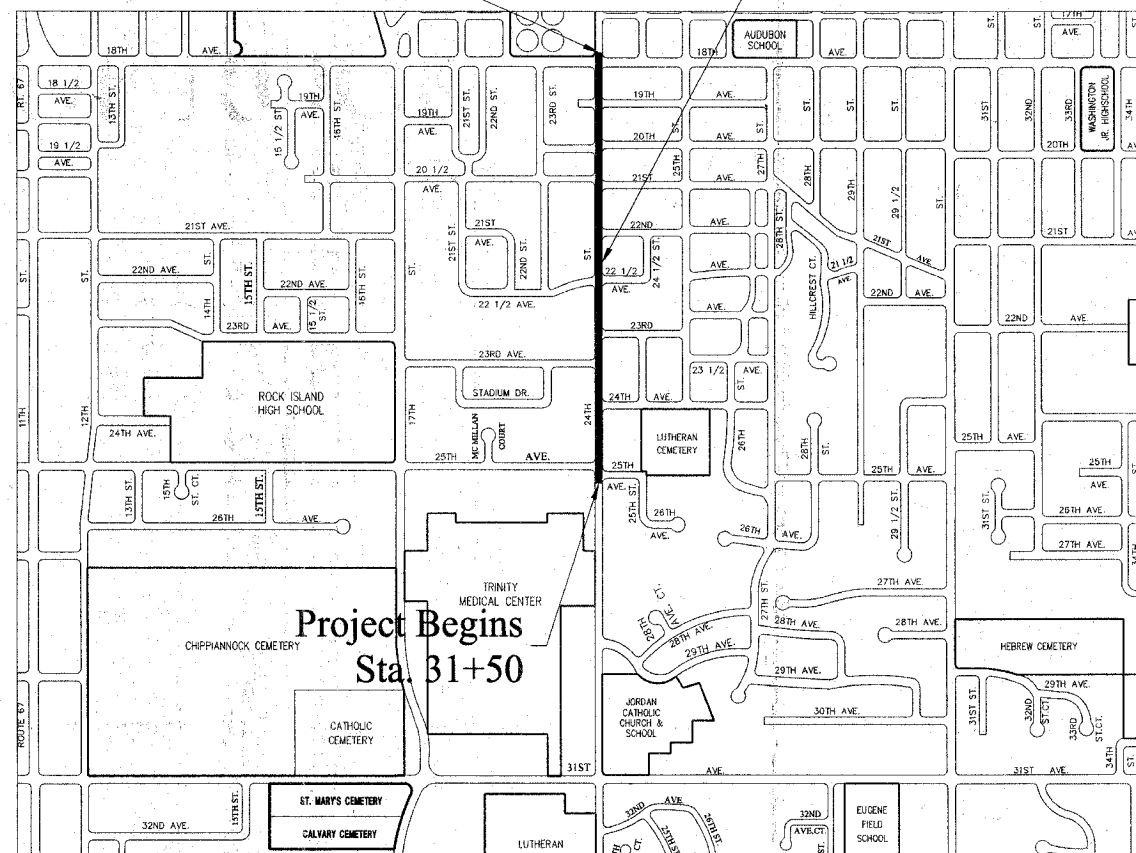 18TH AVE.
18TH AVE.
AUDUBON
SCHOOL
17TH
AVE.
ST. ST. ST.
RT. 67
18 1/2
AVE.
19 1/2
AVE.
13TH ST.
15 1/2 ST.
19TH
AVE.
16TH ST.
19TH
AVE.
21ST ST.
22ND ST.
23RD ST.
19TH AVE.
20TH AVE.
ST. ST.
ST. ST. ST.
31ST
32ND
33RD
WASHINGTON
JR. HIGHSCHOOL
34TH
20TH
20 1/2
AVE.
21ST AVE.
25TH
27TH
28TH
29TH
29 1/2
ST.
21ST AVE.
21ST
AVE.
21ST ST.
22ND ST.
ST.
22ND
AVE.
28TH ST.
21ST
AVE.
21ST
22ND AVE.
ST.
15TH ST.
22ND AVE.
15 1/2
ST.
16TH ST.
14TH
23RD AVE.
22 1/2 AVE.
22 1/2
AVE.
24 1/2 ST.
AVE.
AVE.
HILLCREST CT.
21 1/2
AVE.
22ND AVE.
22ND AVE.
23RD
23RD AVE.
ROCK ISLAND
HIGH SCHOOL
STADIUM DR.
23 1/2 AVE.
ST.
24TH AVE.
11TH
12TH
24TH AVE.
17TH
MC MILLAN
COURT
24TH
LUTHERAN
CEMETERY
26TH
28TH
ST.
25TH AVE.
25TH
AVE.
25TH AVE.
25TH AVE.
25TH
AVE.
13TH ST.
15TH
ST. CT.
15TH ST.
26TH AVE.
25TH ST.
26TH
AVE.
26TH AVE.
29 1/2 ST.
31ST ST.
26TH AVE.
27TH AVE.
34TH
TRINITY
MEDICAL CENTER
27TH ST.
27TH AVE.
28TH
AVE. CT.
28TH AVE.
28TH AVE.
28TH AVE.
29TH AVE.
29TH AVE.
Project Begins
Sta. 31+50
CHIPPIANNOCK CEMETERY
HEBREW CEMETERY
CATHOLIC
CEMETERY
ROUTE 67
JORDAN
CATHOLIC
CHURCH &
SCHOOL
30TH AVE.
31ST ST.
32ND
ST.CT.
29TH AVE.
33RD
ST.CT.
34TH
ST.
31ST AVE.
31ST AVE.
ST. MARY'S CEMETERY
CALVARY CEMETERY
15TH ST.
32ND AVE.
LUTHERAN
32ND AVE.
CT.
25TH ST.
26TH ST.
32ND
AVE.CT.
ST.
EUGENE
FIELD
SCHOOL